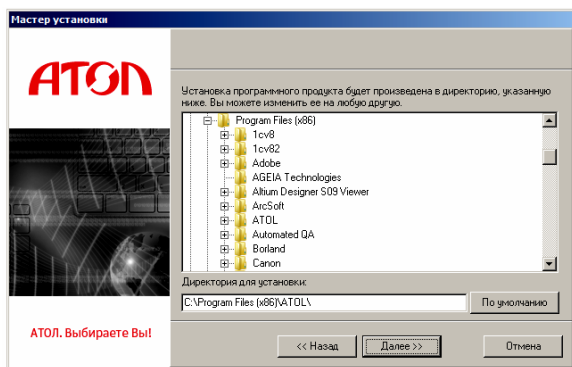 Мастер установки
АТОЛ
Установка программного продукта будет произведена в директорию, указанную
ниже. Вы можете изменить ее на любую другую.
Program Files (x86)
1cv8
1cv82
Adobe
AGEIA Technologies
Altium Designer S09 Viewer
ArcSoft
ATOL
Automated QA
Borland
Canon
Директория для установки:
C:\Program Files (x86)\ATOL\
По умолчанию
АТОЛ. Выбираете Вы!
<< Назад
Далее >>
Отмена